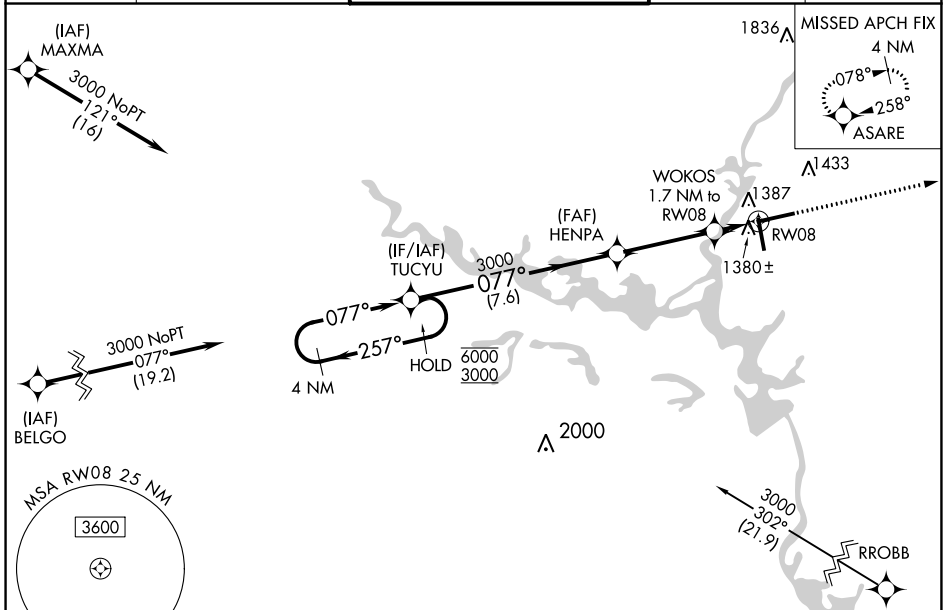 (IAF)
MAXMA
3000 NoPT
121°
(16)
1836
MISSED APCH FIX
4 NM
078°
258°
ASARE
1433
WOKOS
1.7 NM to
RW08
1387
(FAF)
HENPA
RW08
1380±
(IF/IAF)
TUCYU
3000
077°
(7.6)
077°
257°
HOLD
6000
3000
4 NM
3000 NoPT
077°
(19.2)
(IAF)
BELGO
2000
MSA RW08 25 NM
3600
3000
302°
(21.9)
RROBB